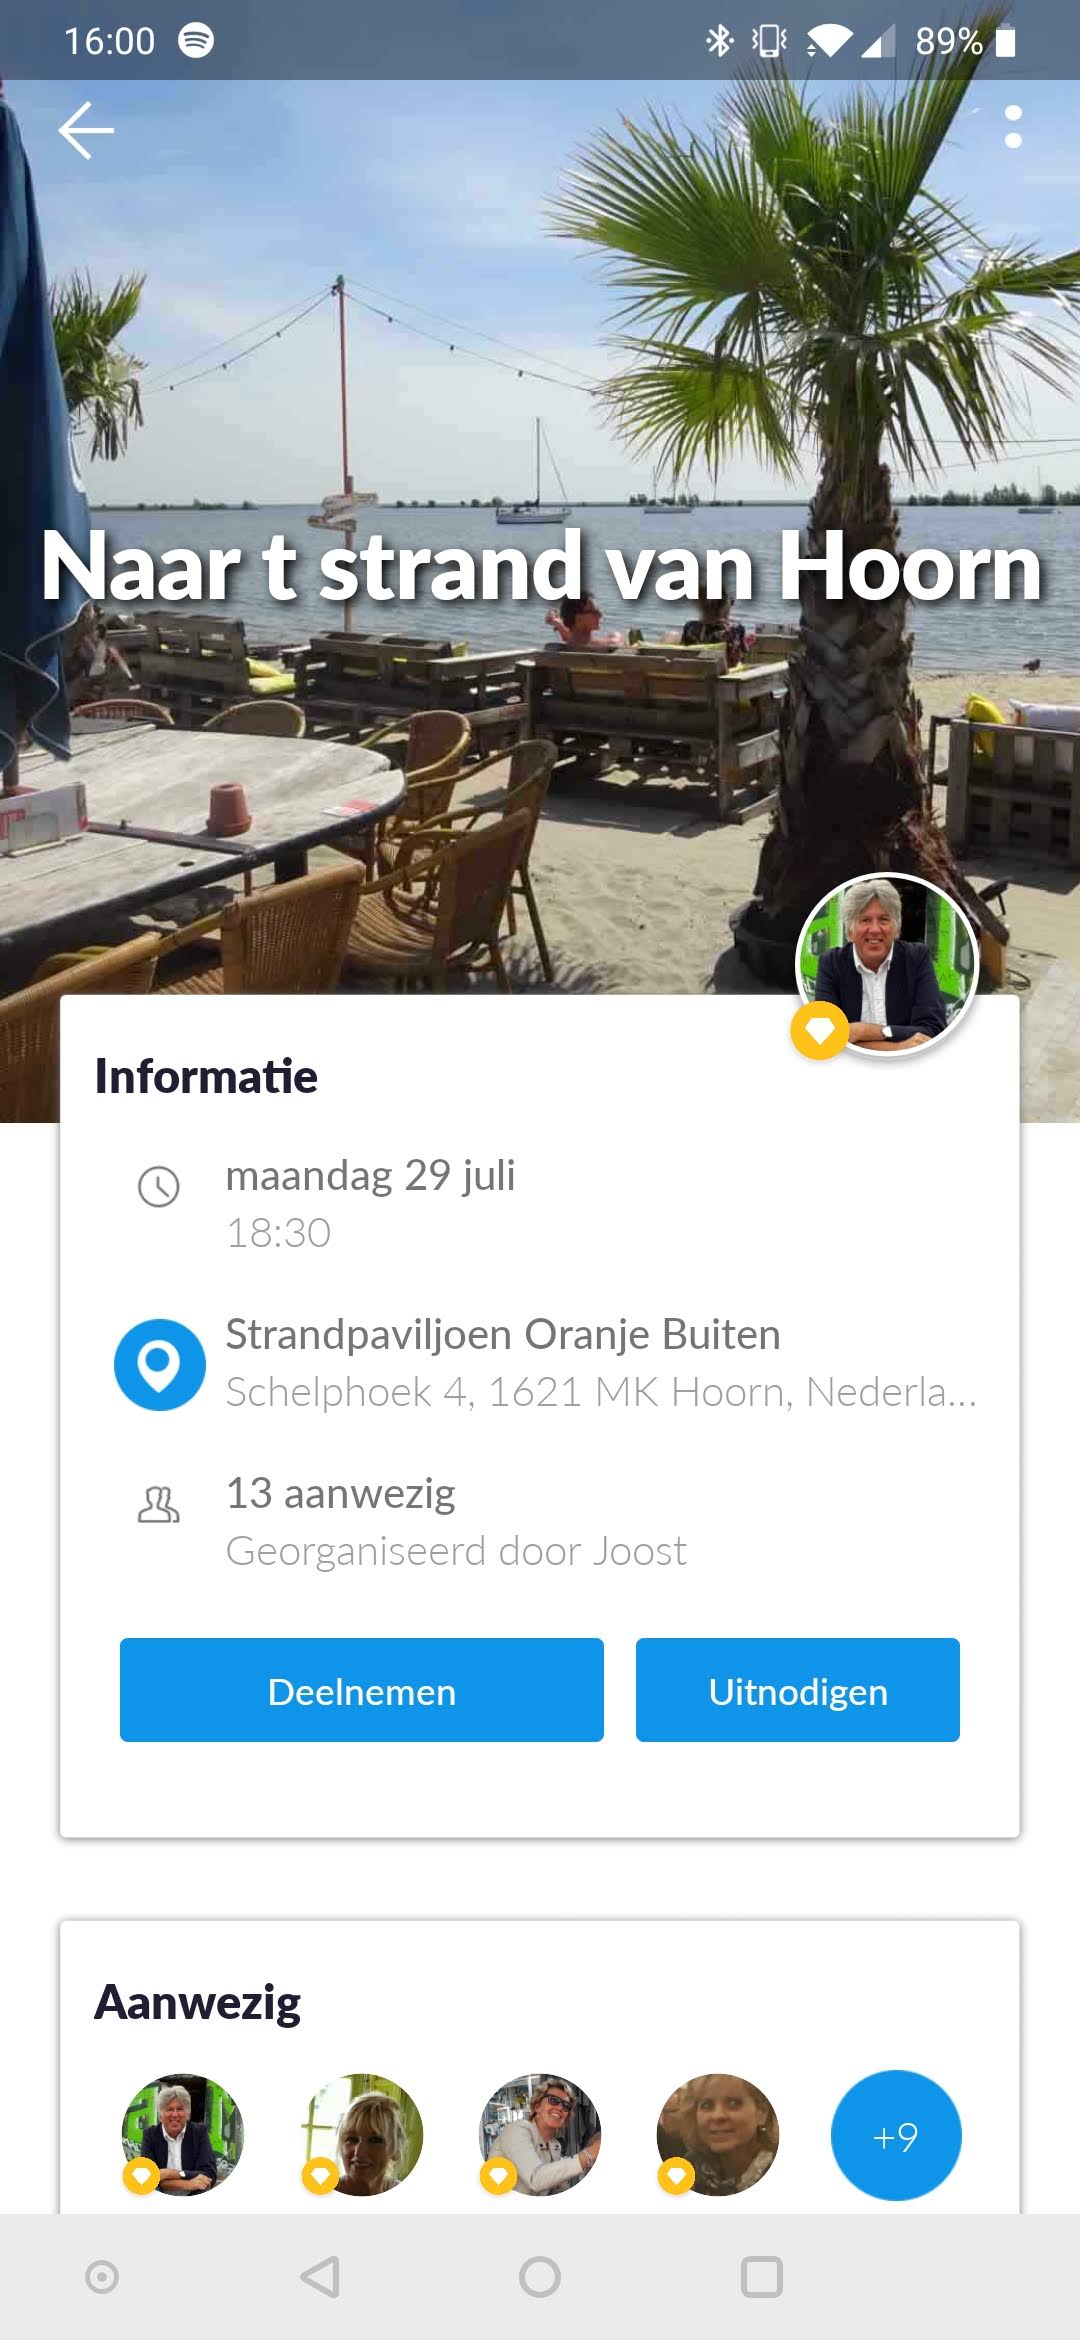 16:00
89%
Naar t strand van Hoorn
Informatie
maandag 29 juli
18:30
Strandpaviljoen Oranje Buiten
Schelphoek 4, 1621 MK Hoorn, Nederla...
13 aanwezig
Georganiseerd door Joost
Deelnemen
Uitnodigen
Aanwezig
+9